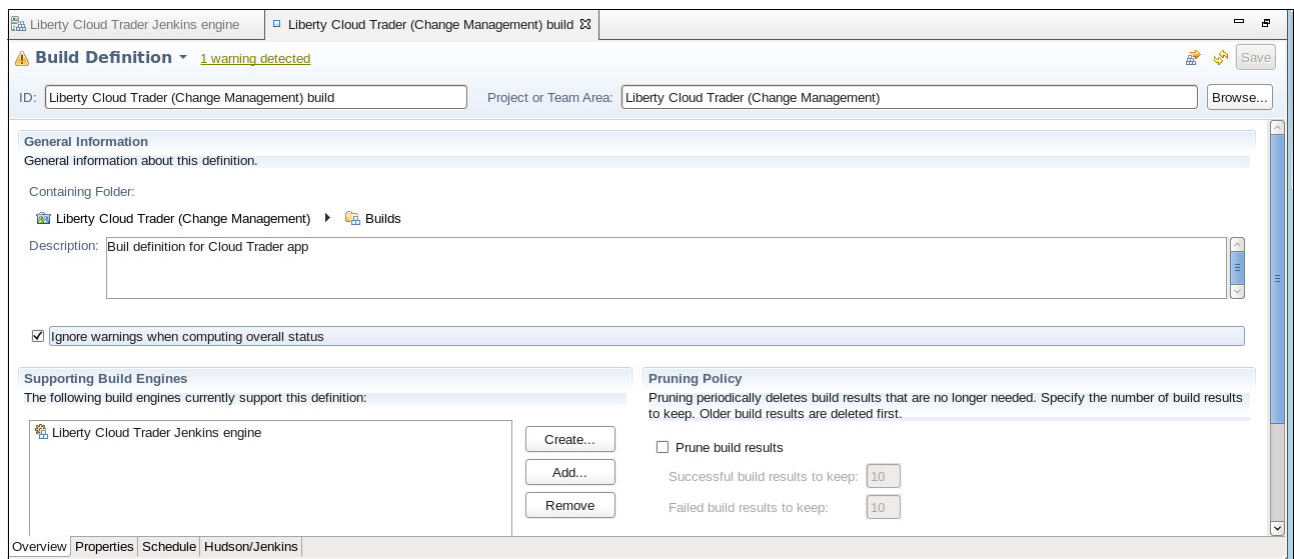 Liberty Cloud Trader Jenkins engine
Liberty Cloud Trader (Change Management) build
Build Definition
1 warning detected
Save
ID:
Liberty Cloud Trader (Change Management) build
Project or Team Area:
Liberty Cloud Trader (Change Management)
Browse...
General Information
General information about this definition.
Containing Folder:
Liberty Cloud Trader (Change Management)
Builds
Description:
Buil definition for Cloud Trader app
Ignore warnings when computing overall status
Supporting Build Engines
The following build engines currently support this definition:
Liberty Cloud Trader Jenkins engine
Create...
Add...
Remove
Pruning Policy
Pruning periodically deletes build results that are no longer needed. Specify the number of build results
to keep. Older build results are deleted first.
Prune build results
Successful build results to keep:
10
Failed build results to keep:
10
Overview
Properties
Schedule
Hudson/Jenkins